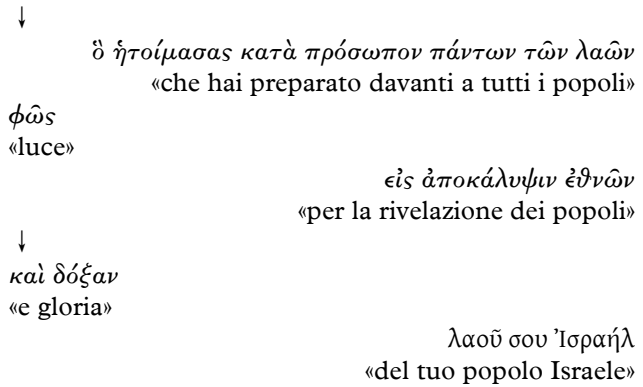 ↓
ὃ ἡτοίμασας κατὰ πρόσωπον πάντων τῶν λαῶν
«che hai preparato davanti a tutti i popoli»
φῶς
«luce»
εἰς ἀποκάλυψιν ἐθνῶν
«per la rivelazione dei popoli»
↓
καὶ δόξαν
«e gloria»
λαοῦ σου Ἰσραήλ
«del tuo popolo Israele»